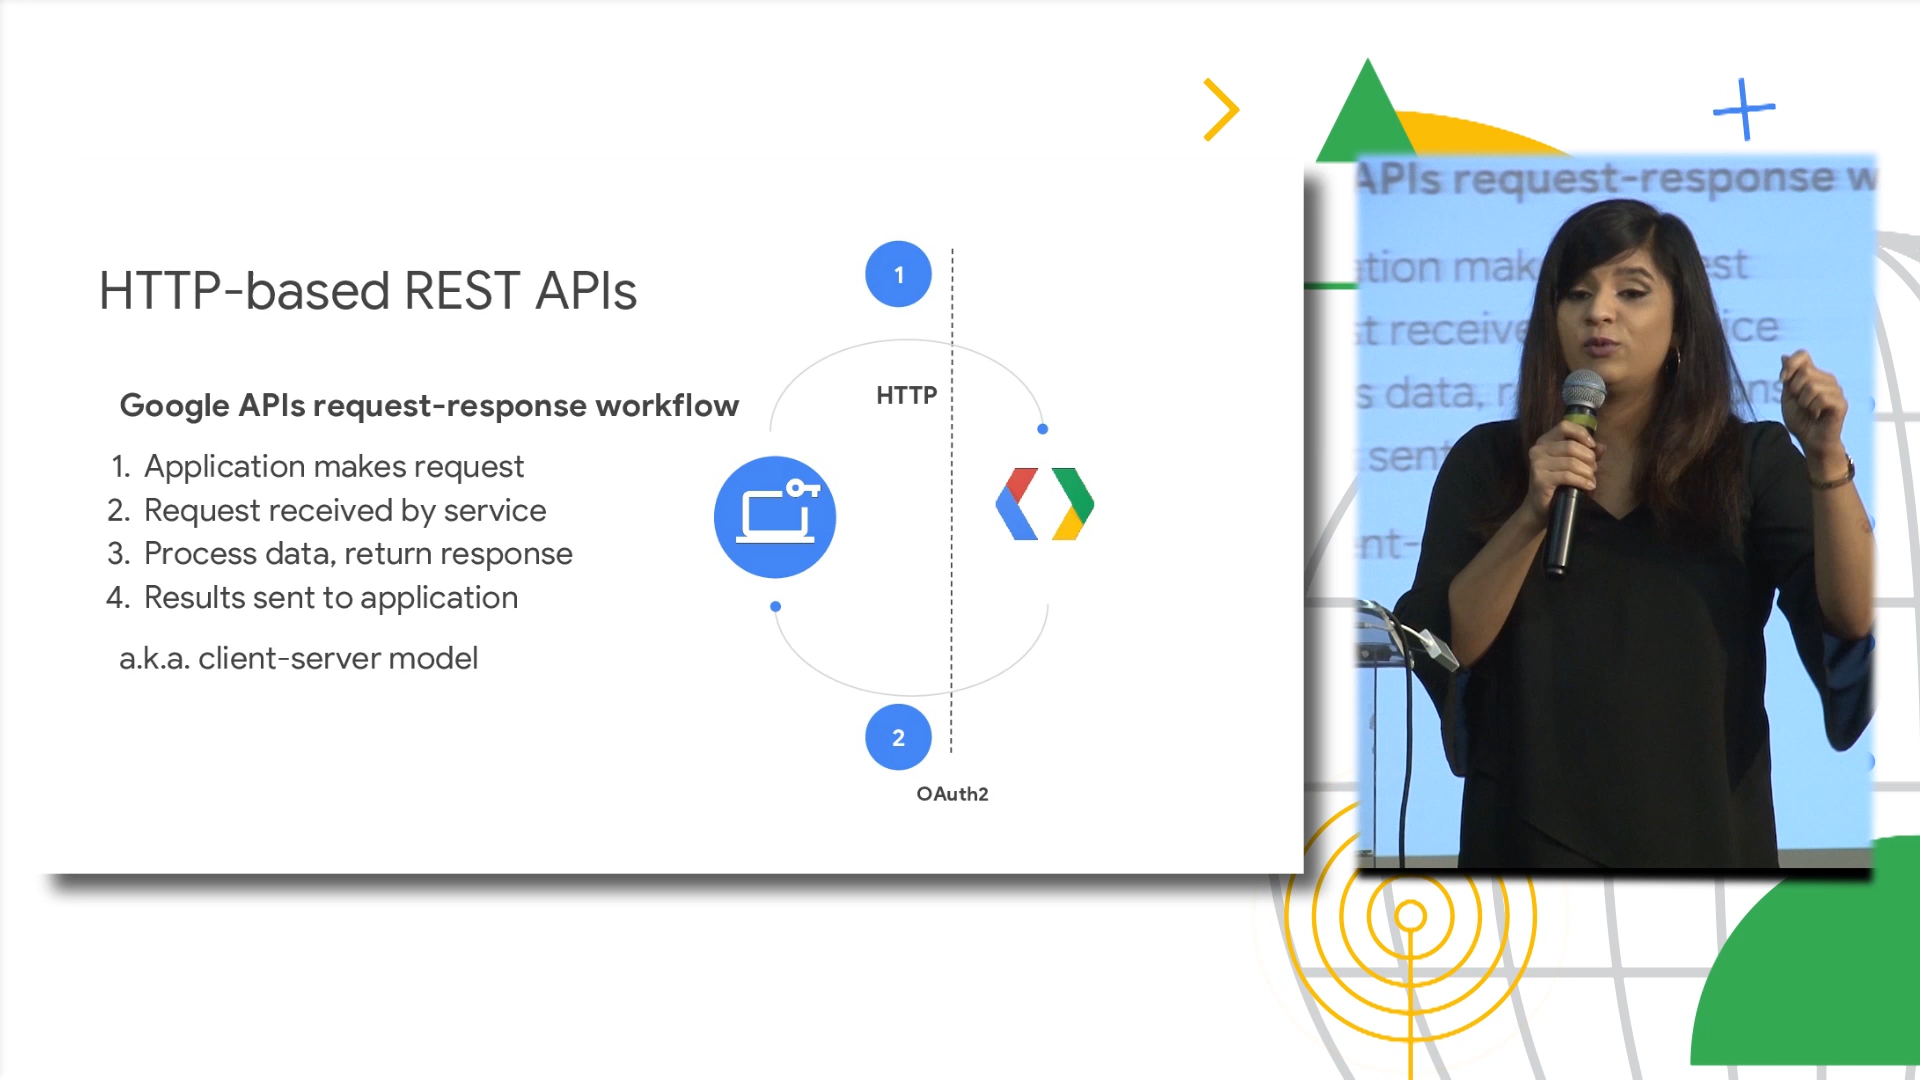 HTTP-based REST APIs
Google APIs request-response workflow
1. Application makes request
2. Request received by service
3. Process data, return response
4. Results sent to application
a.k.a. client-server model
1
HTTP
2
OAuth2
APIs request-response